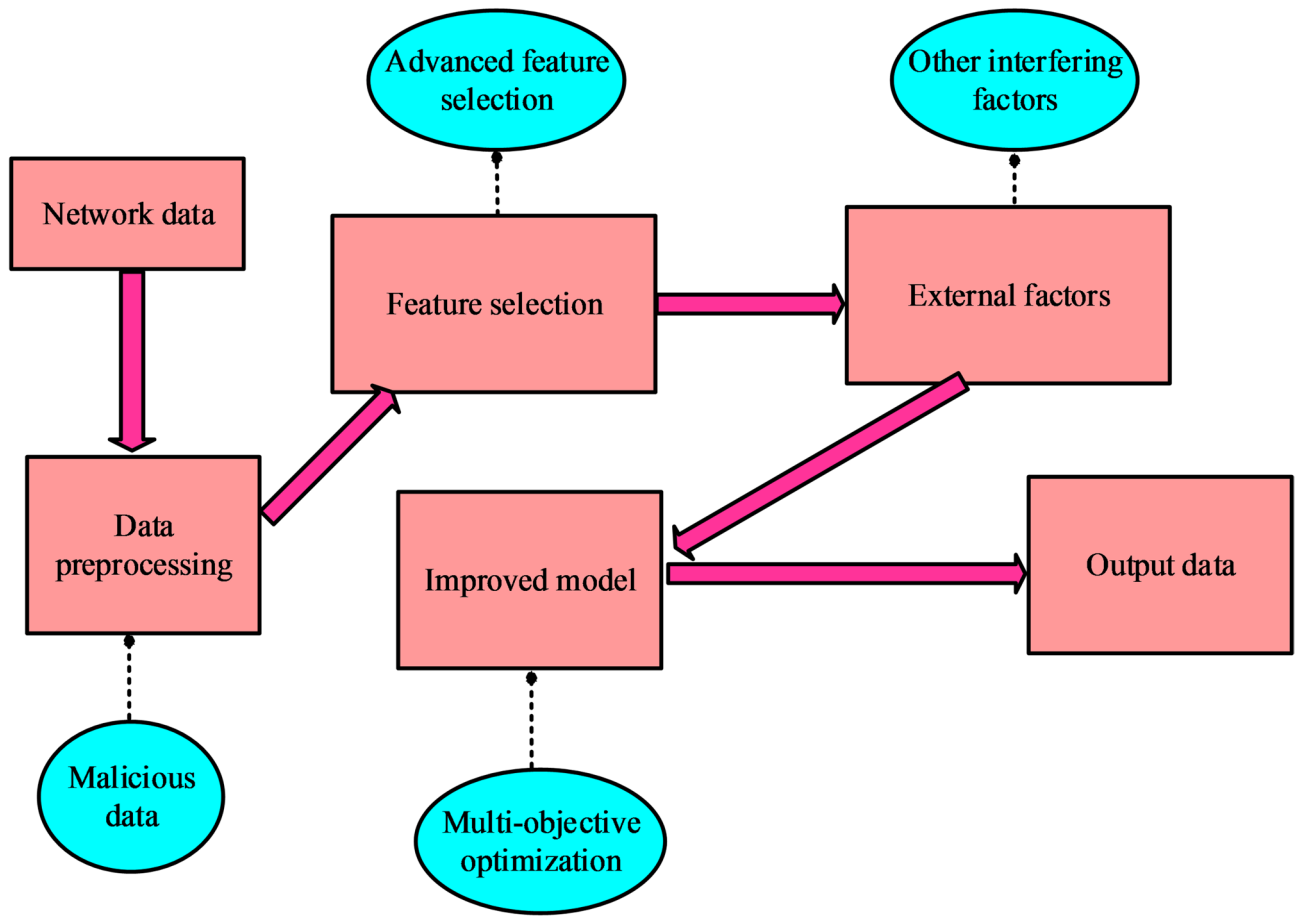 Advanced feature
selection
Other interfering
factors
Network data
Feature selection
External factors
Data
preprocessing
Improved model
Output data
Malicious
data
Multi-objective
optimization